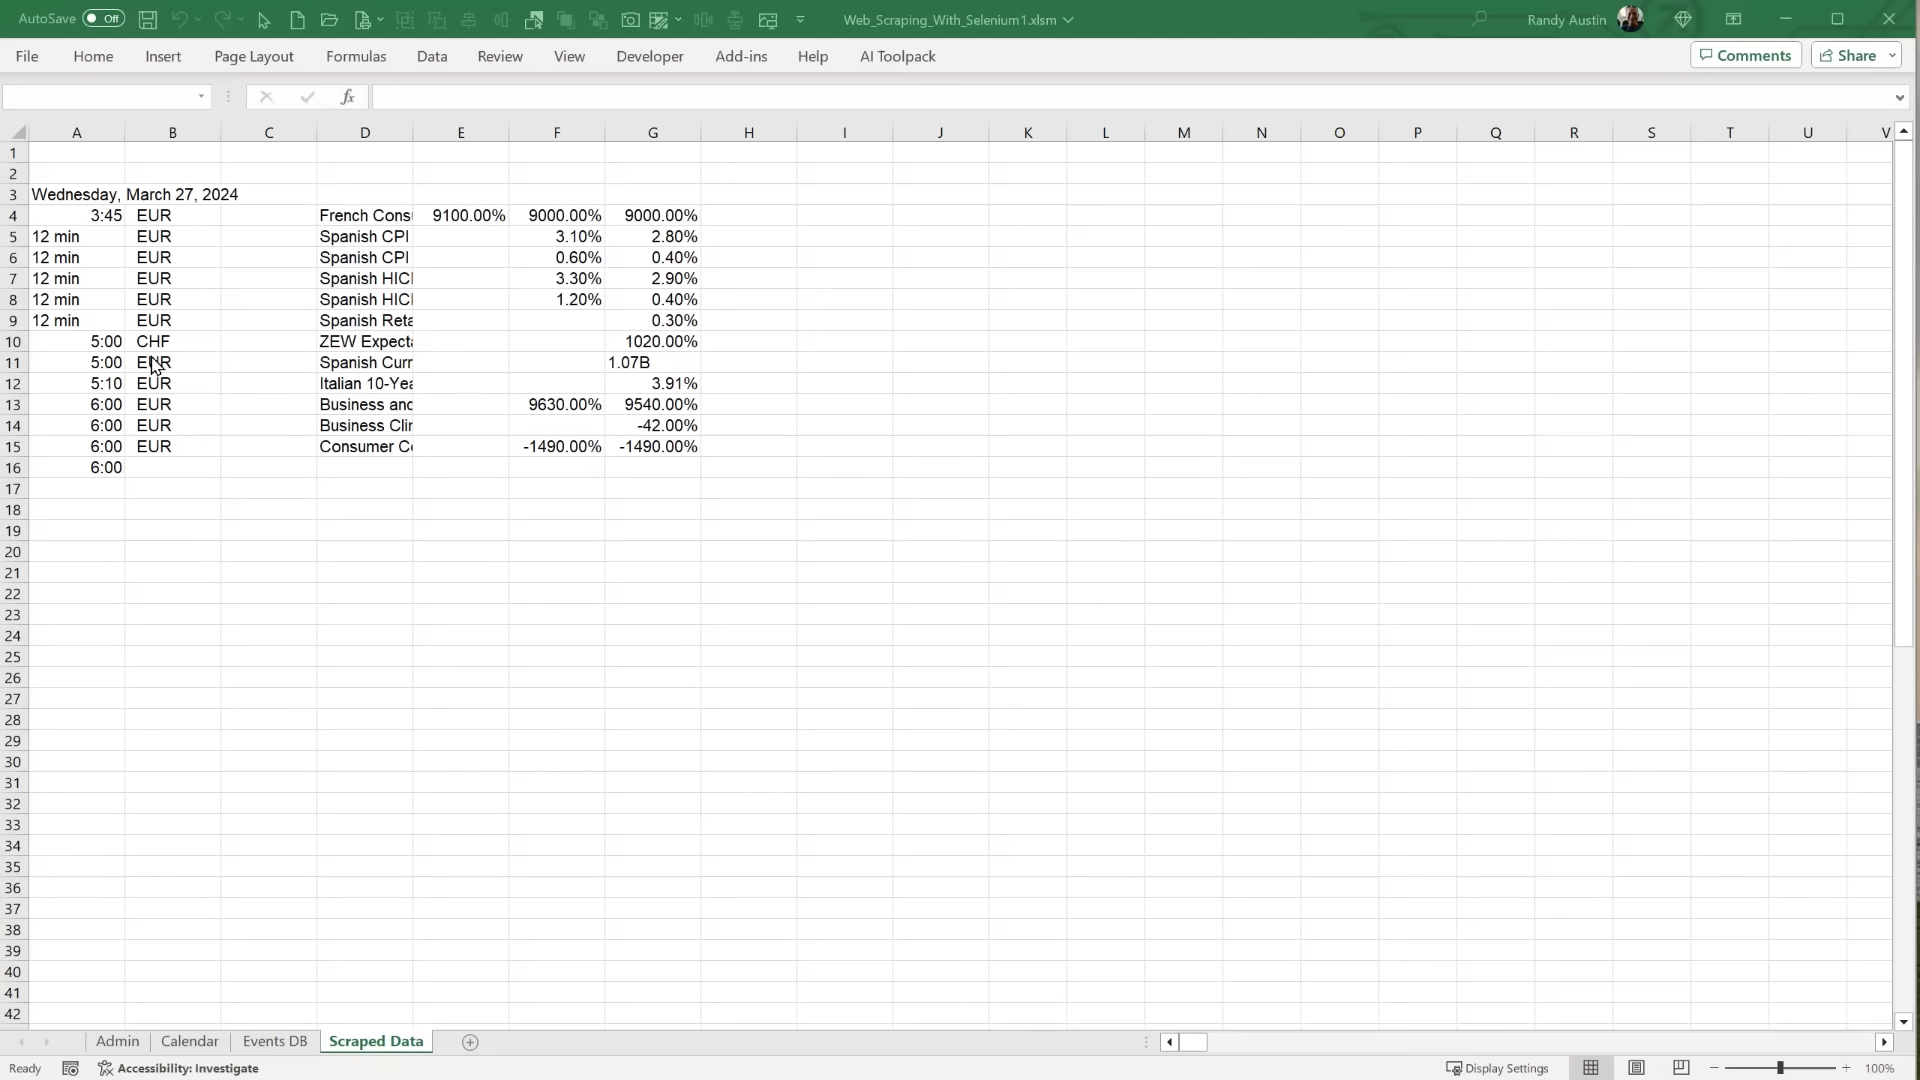 AutoSave Off Web_Scraping_With_Selenium1.xlsm Randy Austin
File Home Insert Page Layout Formulas Data Review View Developer Add-ins Help AI Toolpack Comments Share
fx
A B C D E F G H I J K L M N O P Q R S T U V
1
2
3 Wednesday, March 27, 2024
4 3:45 EUR French Consu 9100.00% 9000.00% 9000.00%
5 12 min EUR Spanish CPI 3.10% 2.80%
6 12 min EUR Spanish CPI 0.60% 0.40%
7 12 min EUR Spanish HICP 3.30% 2.90%
8 12 min EUR Spanish HICP 1.20% 0.40%
9 12 min EUR Spanish Reta 0.30%
10 5:00 CHF ZEW Expecta 1020.00%
11 5:00 EUR Spanish Curr 1.07B
12 5:10 EUR Italian 10-Yea 3.91%
13 6:00 EUR Business and 9630.00% 9540.00%
14 6:00 EUR Business Clim -42.00%
15 6:00 EUR Consumer Co -1490.00% -1490.00%
16 6:00
17
18
19
20
21
22
23
24
25
26
27
28
29
30
31
32
33
34
35
36
37
38
39
40
41
42
Admin Calendar Events DB Scraped Data
Ready Accessibility: Investigate Display Settings 100%